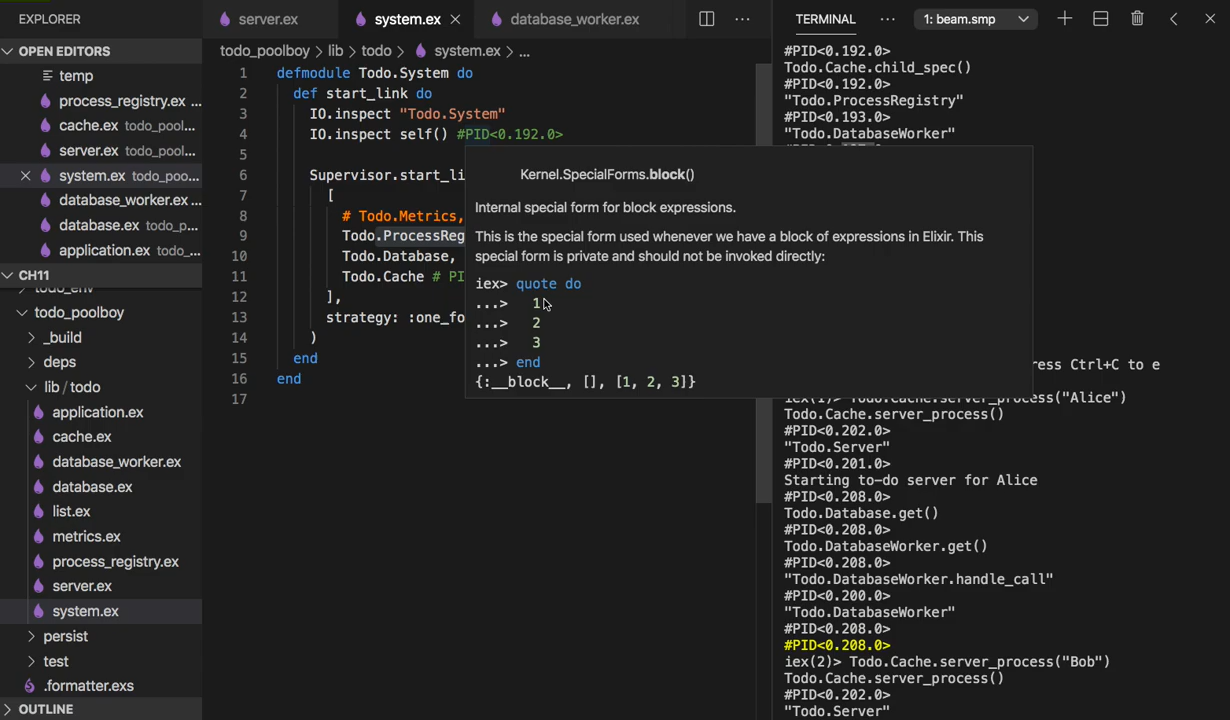 EXPLORER
OPEN EDITORS
temp
process_registry.ex ...
cache.ex todo_pool...
server.ex todo_pool...
system.ex todo_poo...
database_worker.ex ...
database.ex todo_p...
application.ex todo_...
CH11
todo_env
todo_poolboy
_build
deps
lib / todo
application.ex
cache.ex
database_worker.ex
database.ex
list.ex
metrics.ex
process_registry.ex
server.ex
system.ex
persist
test
.formatter.exs
OUTLINE
server.ex
system.ex
database_worker.ex
...
todo_poolboy > lib > todo > system.ex > ...
1 defmodule Todo.System do
2 def start_link do
3 IO.inspect "Todo.System"
4 IO.inspect self() #PID<0.192.0>
5
6 Supervisor.start_li
7 [
8 # Todo.Metrics,
9 Todo.ProcessReg
10 Todo.Database,
11 Todo.Cache # PI
12 ],
13 strategy: :one_fo
14 )
15 end
16 end
17
Kernel.SpecialForms.block()
Internal special form for block expressions.
This is the special form used whenever we have a block of expressions in Elixir. This
special form is private and should not be invoked directly:
iex> quote do
...> 1
...> 2
...> 3
...> end
{:__block__, [], [1, 2, 3]}
TERMINAL
...
1: beam.smp
#PID<0.192.0>
Todo.Cache.child_spec()
#PID<0.192.0>
"Todo.ProcessRegistry"
#PID<0.193.0>
"Todo.DatabaseWorker"
ress Ctrl+C to e
iex(1)> Todo.Cache.server_process("Alice")
Todo.Cache.server_process()
#PID<0.202.0>
"Todo.Server"
#PID<0.201.0>
Starting to-do server for Alice
#PID<0.208.0>
Todo.Database.get()
#PID<0.208.0>
Todo.DatabaseWorker.get()
#PID<0.208.0>
"Todo.DatabaseWorker.handle_call"
#PID<0.200.0>
"Todo.DatabaseWorker"
#PID<0.208.0>
#PID<0.208.0>
iex(2)> Todo.Cache.server_process("Bob")
Todo.Cache.server_process()
#PID<0.202.0>
"Todo.Server"